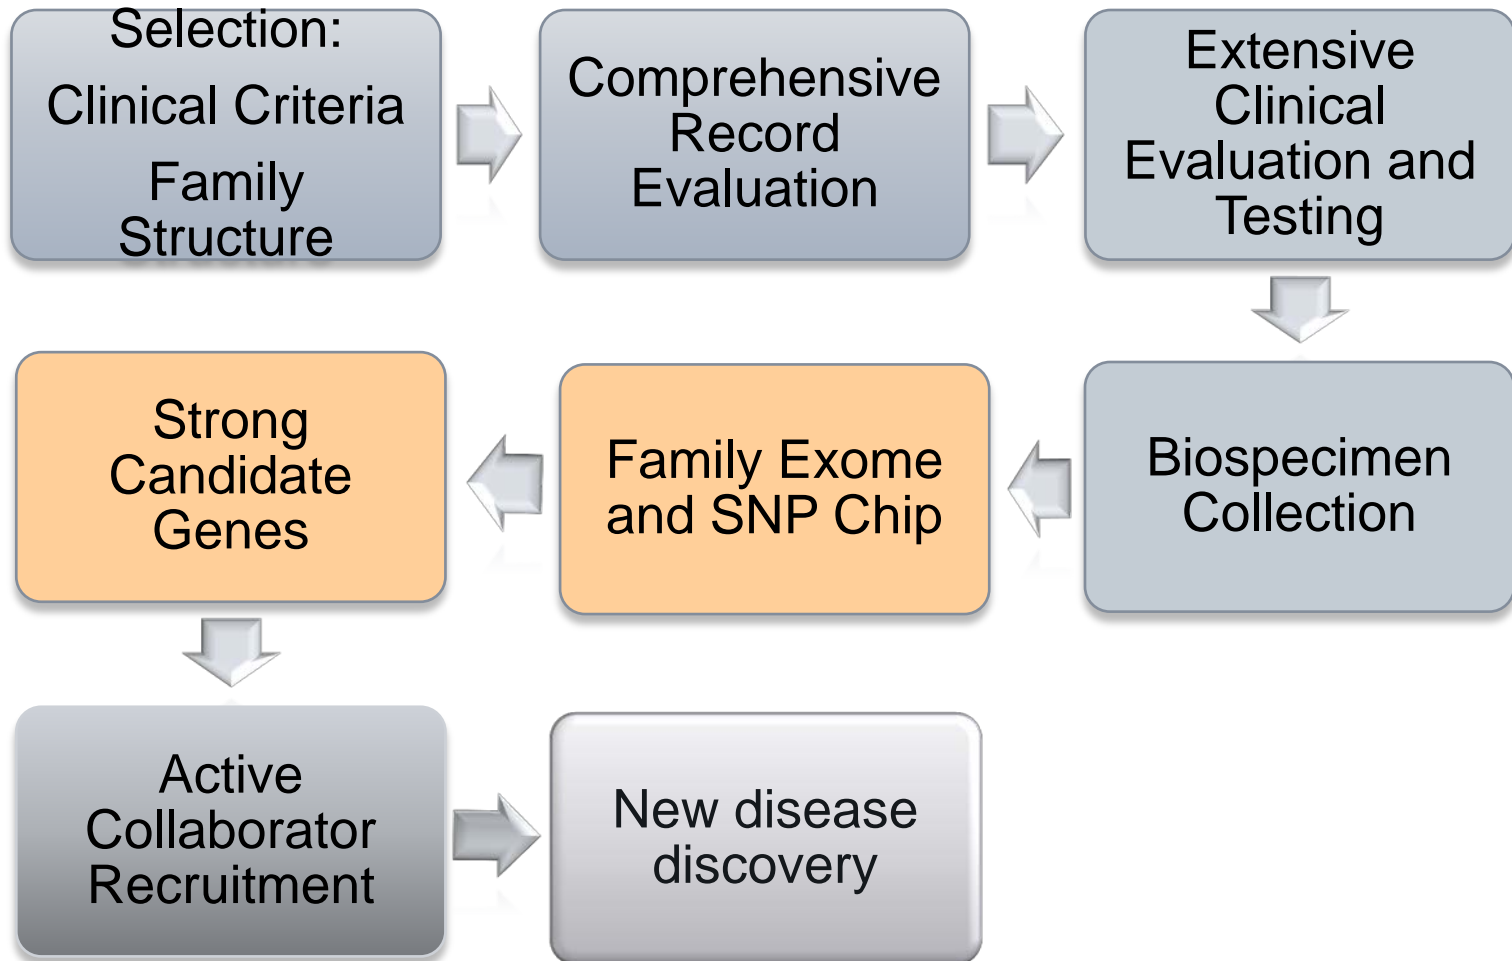 Selection:
Clinical Criteria
Family
Structure
Comprehensive
Record
Evaluation
Extensive
Clinical
Evaluation and
Testing
Biospecimen
Collection
Family Exome
and SNP Chip
Strong
Candidate
Genes
Active
Collaborator
Recruitment
New disease
discovery